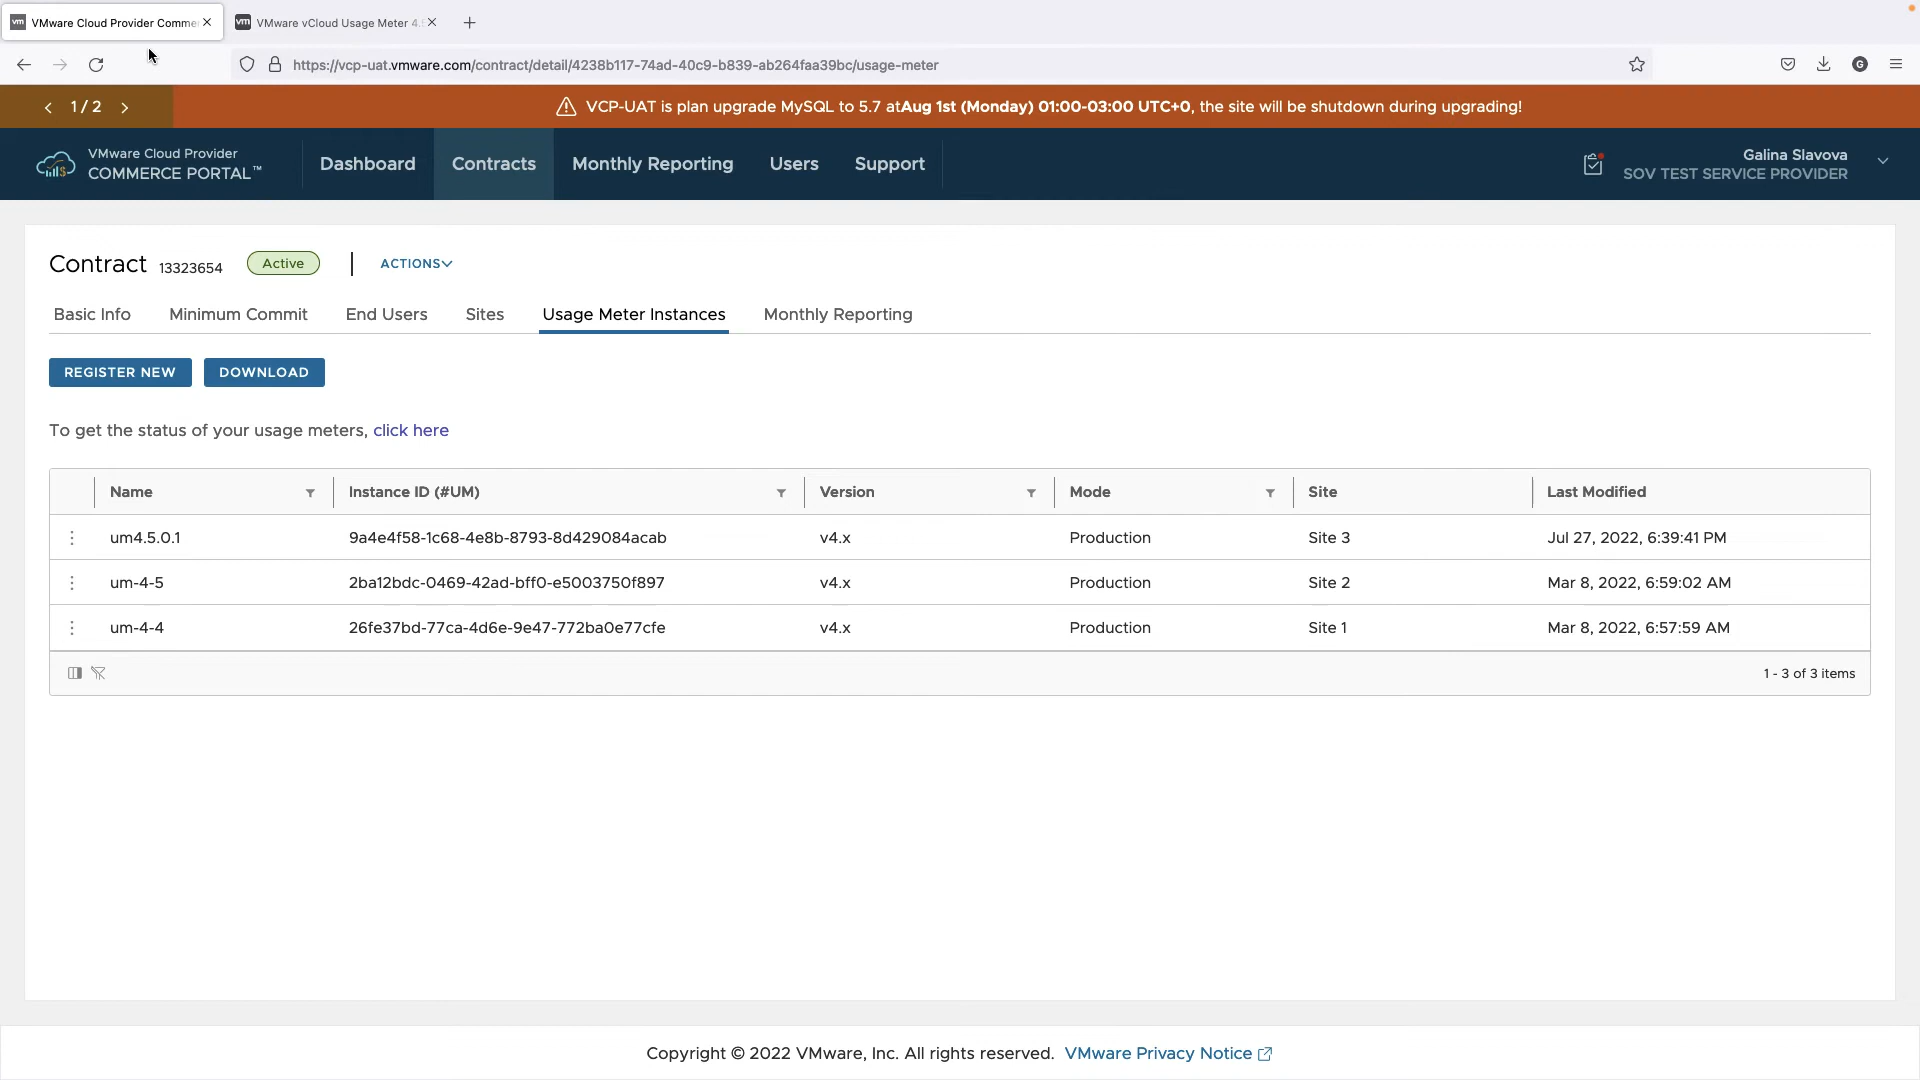 VMware Cloud Provider Comme
VMware vCloud Usage Meter 4.
https://vcp-uat.vmware.com/contract/detail/4238b117-74ad-40c9-b839-ab264faa39bc/usage-meter
1 / 2
VCP-UAT is plan upgrade MySQL to 5.7 atAug 1st (Monday) 01:00-03:00 UTC+0, the site will be shutdown during upgrading!
VMware Cloud Provider
COMMERCE PORTAL™
Dashboard
Contracts
Monthly Reporting
Users
Support
Galina Slavova
SOV TEST SERVICE PROVIDER
Contract 13323654 Active | ACTIONS
Basic Info Minimum Commit End Users Sites Usage Meter Instances Monthly Reporting
REGISTER NEW DOWNLOAD
To get the status of your usage meters, click here
Name Instance ID (#UM) Version Mode Site Last Modified
um4.5.0.1 9a4e4f58-1c68-4e8b-8793-8d429084acab v4.x Production Site 3 Jul 27, 2022, 6:39:41 PM
um-4-5 2ba12bdc-0469-42ad-bff0-e5003750f897 v4.x Production Site 2 Mar 8, 2022, 6:59:02 AM
um-4-4 26fe37bd-77ca-4d6e-9e47-772ba0e77cfe v4.x Production Site 1 Mar 8, 2022, 6:57:59 AM
1 - 3 of 3 items
Copyright © 2022 VMware, Inc. All rights reserved. VMware Privacy Notice